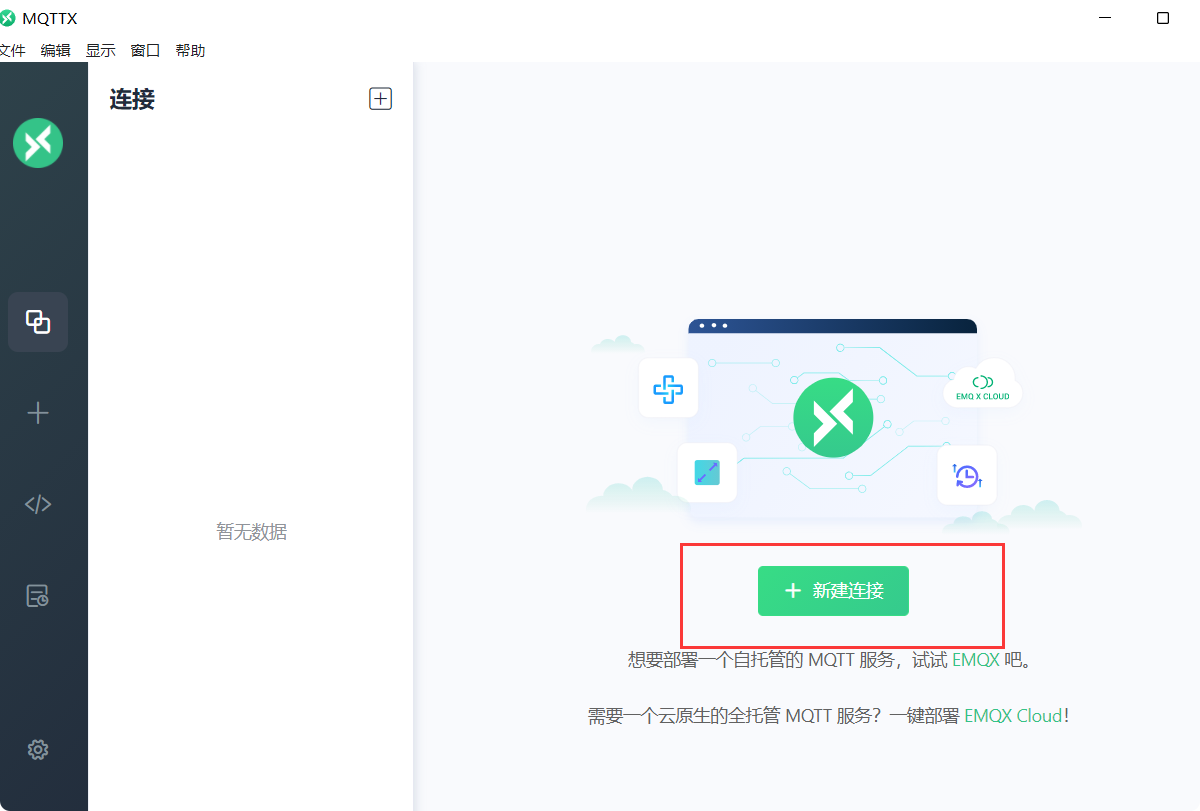 MQTTX
文件 编辑 显示 窗口 帮助
连接
EMQ X CLOUD
暂无数据
新建连接
想要部署一个自托管的 MQTT 服务，试试 EMQX 吧。
需要一个云原生的全托管 MQTT 服务？一键部署 EMQX Cloud！